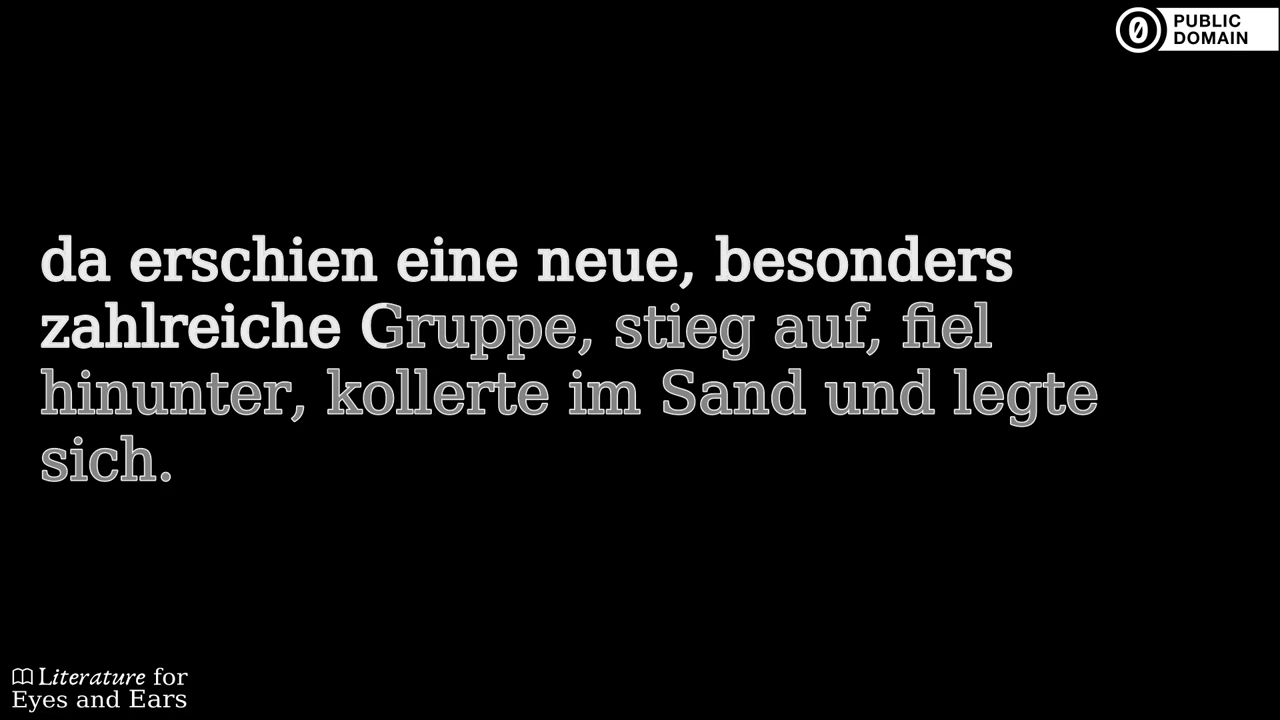 PUBLIC
DOMAIN
da erschien eine neue, besonders
zahlreiche Gruppe, stieg auf, fiel
hinunter, kollerte im Sand und legte
sich.
Literature for
Eyes and Ears